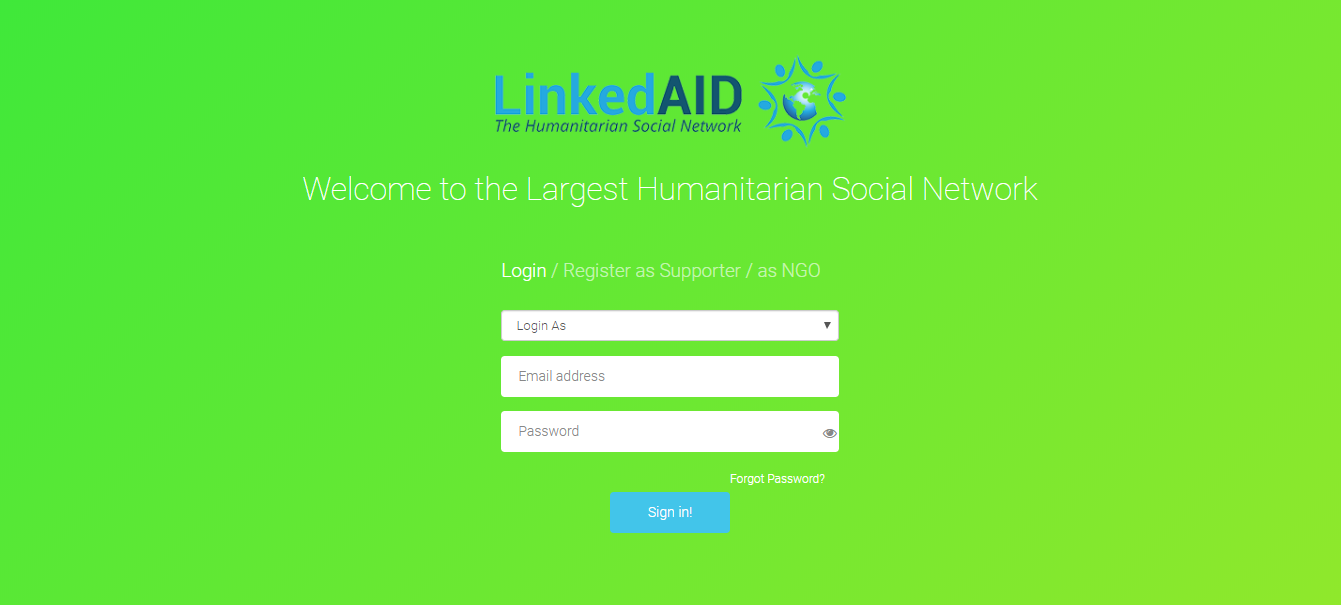 LinkedAID
The Humanitarian Social Network
Welcome to the Largest Humanitarian Social Network
Login / Register as Supporter / as NGO
Login As
Email address
Password
Forgot Password?
Sign in!